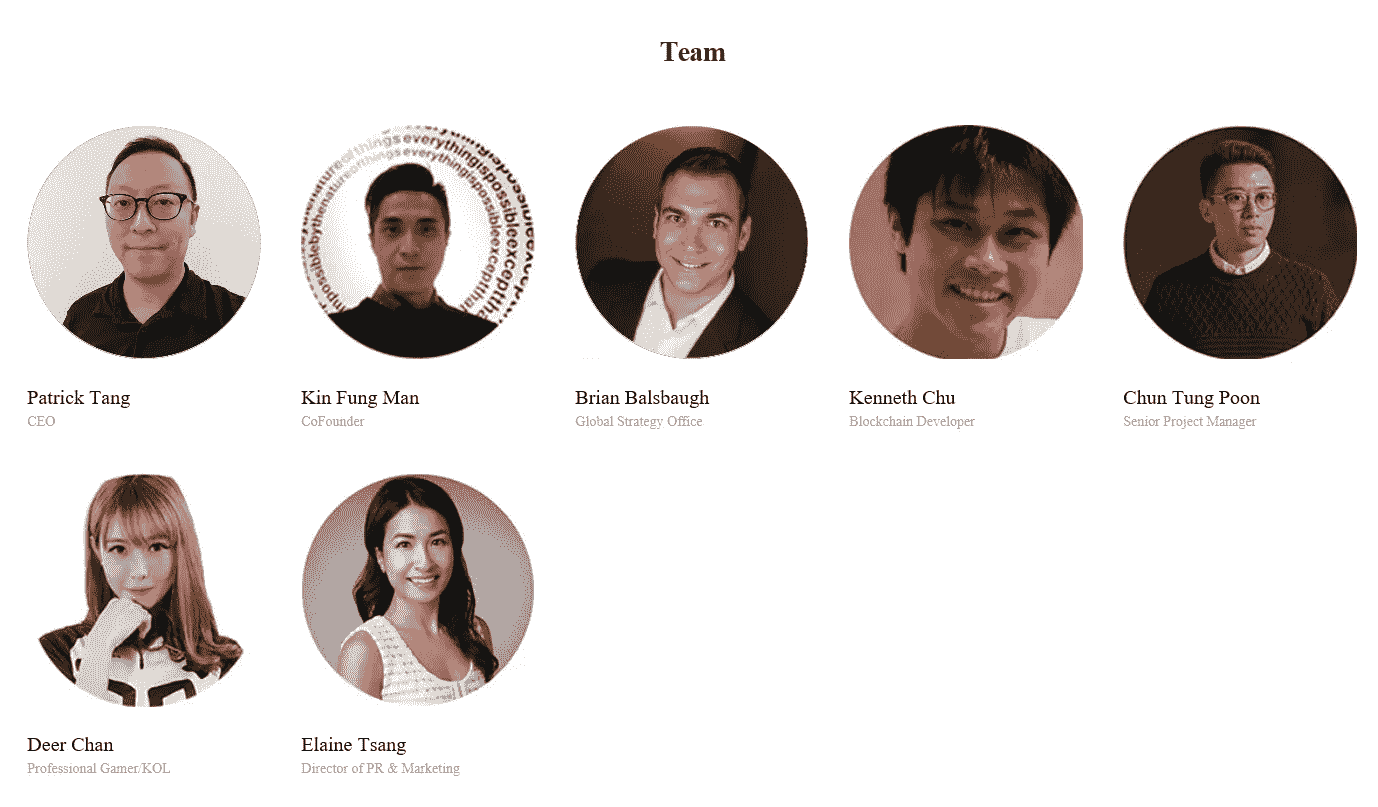 Team
everythingispossibleexceptthat
Patrick Tang
CEO
Kin Fung Man
CoFounder
Brian Balsbaugh
Global Strategy Office
Kenneth Chu
Blockchain Developer
Chun Tung Poon
Senior Project Manager
Deer Chan
Professional Gamer/KOL
Elaine Tsang
Director of PR & Marketing